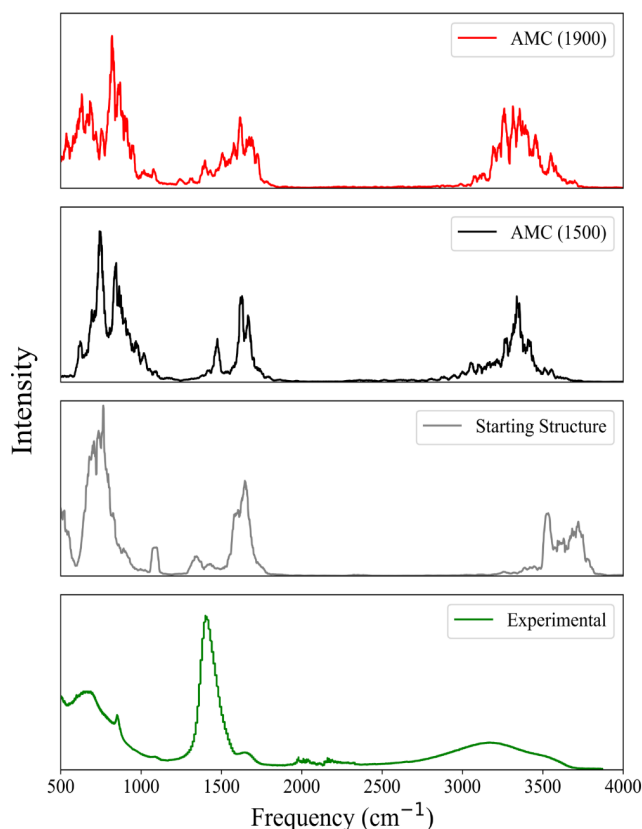 AMC (1900)
AMC (1500)
Starting Structure
Experimental
Intensity
500 1000 1500 2000 2500 3000 3500 4000
Frequency (cm⁻¹)